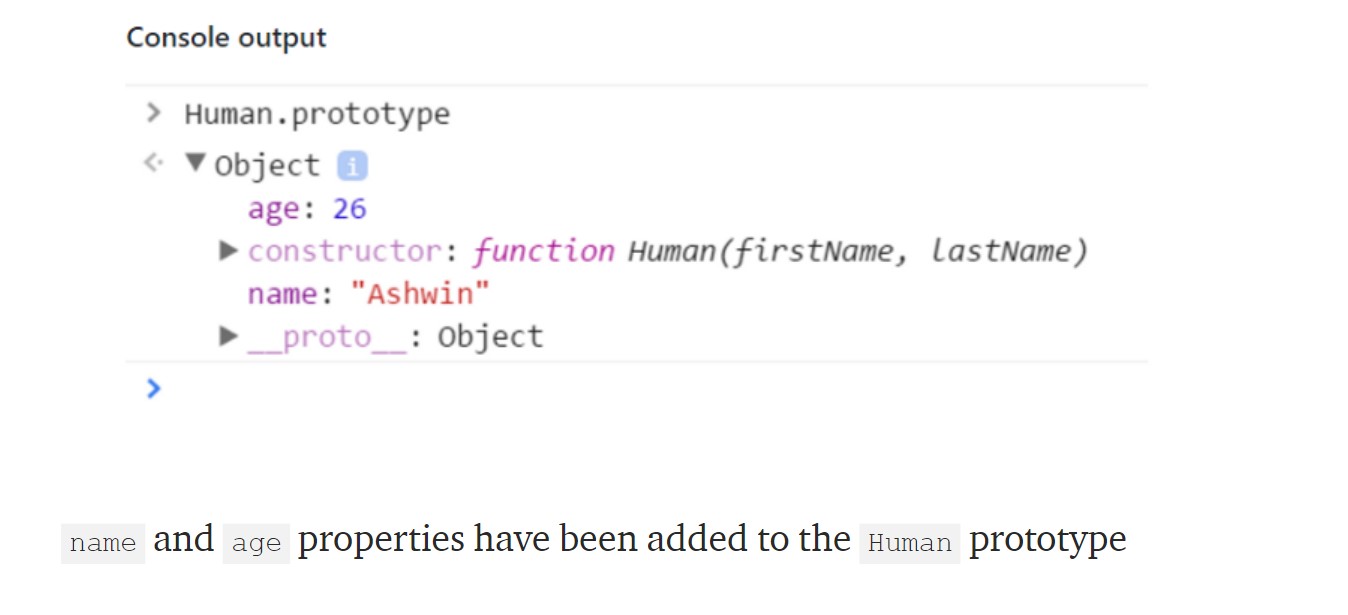 Console output
> Human.prototype
<· ▼ Object i
age: 26
▶ constructor: function Human(firstName, lastName)
name: "Ashwin"
▶ __proto__: Object
>
name and age properties have been added to the Human prototype